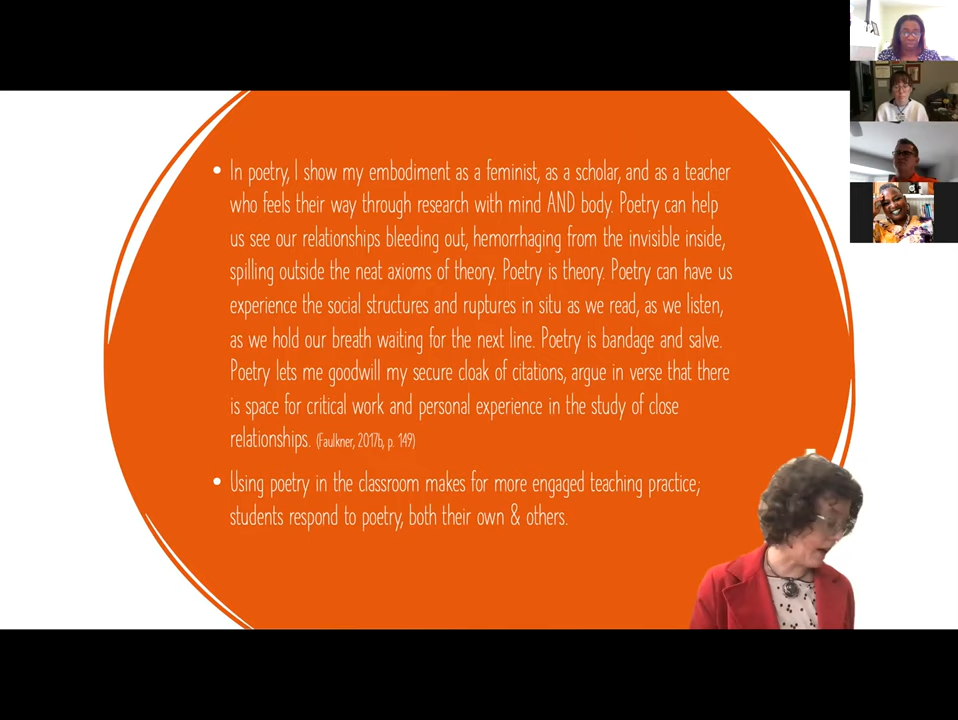 • In poetry, I show my embodiment as a feminist, as a scholar, and as a teacher
who feels their way through research with mind AND body. Poetry can help
us see our relationships bleeding out, hemorrhaging from the invisible inside,
spilling outside the neat axioms of theory. Poetry is theory. Poetry can have us
experience the social structures and ruptures in situ as we read, as we listen,
as we hold our breath waiting for the next line. Poetry is bandage and salve.
Poetry lets me goodwill my secure cloak of citations, argue in verse that there
is space for critical work and personal experience in the study of close
relationships. (Faulkner, 2017b, p. 149)
• Using poetry in the classroom makes for more engaged teaching practice;
students respond to poetry, both their own & others.